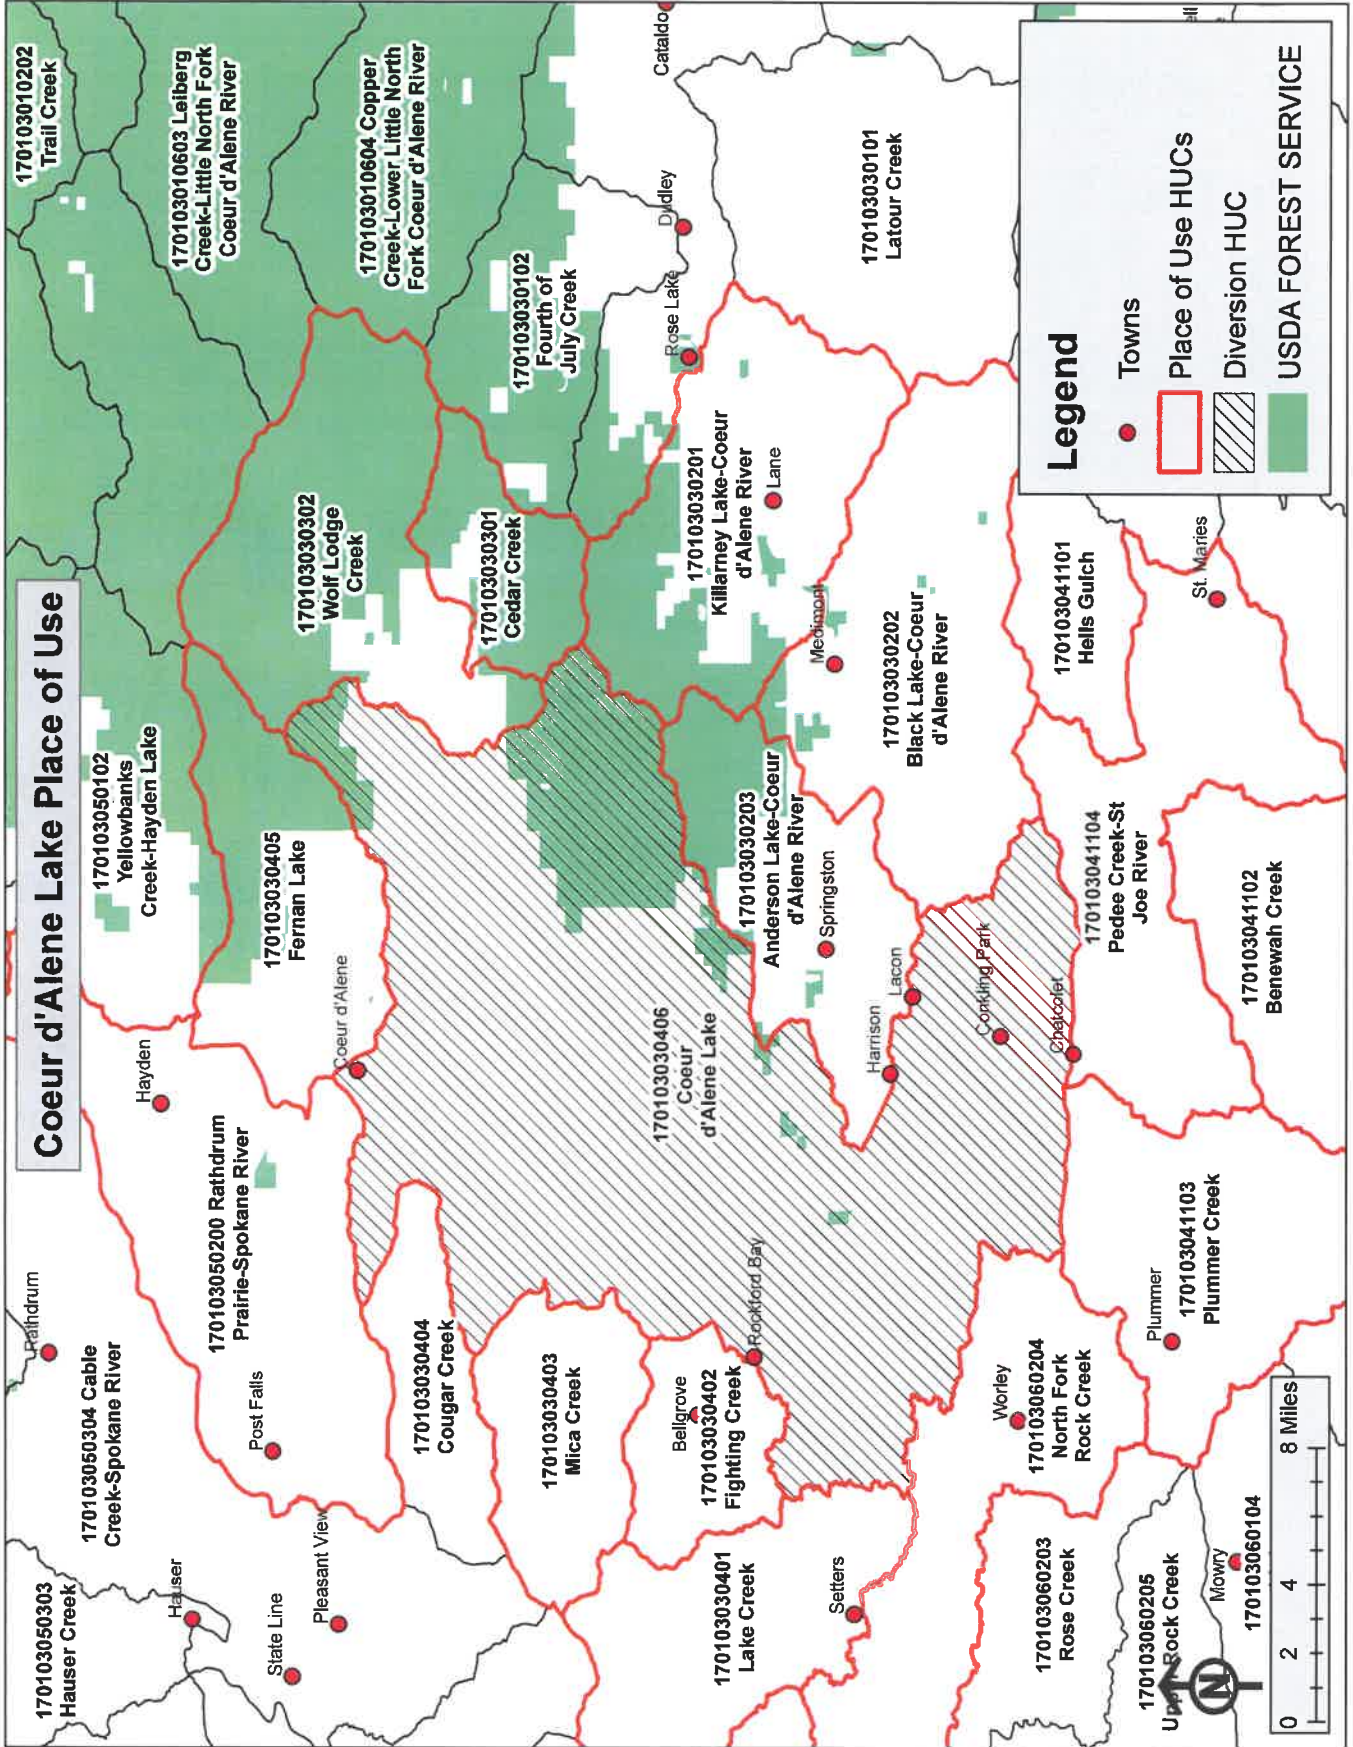 Coeur d'Alene Lake Place of Use
170103050303
Hauser Creek
Hauser
State Line
Pleasant View
170103050304 Cable
Creek-Spokane River
Rathdrum
Post Falls
170103050200 Rathdrum
Prairie-Spokane River
Hayden
Coeur d'Alene
170103050102
Yellowbanks
Creek-Hayden Lake
170103030405
Fernan Lake
170103030302
Wolf Lodge
Creek
170103010202
Trail Creek
170103010603 Leiberg
Creek-Little North Fork
Coeur d'Alene River
170103010604 Copper
Creek-Lower Little North
Fork Coeur d'Alene River
170103030404
Cougar Creek
170103030403
Mica Creek
170103030301
Cedar Creek
170103030102
Fourth of
July Creek
Cataldo
Dudley
Rose Lake
Bellgrove
170103030402
Fighting Creek
Rockford Bay
170103030406
Coeur
d'Alene Lake
170103030201
Killarney Lake-Coeur
d'Alene River
Lane
170103030203
Anderson Lake-Coeur
d'Alene River
Springston
Medimont
170103030101
Latour Creek
170103030401
Lake Creek
Setters
Harrison
Lacon
170103030202
Black Lake-Coeur
d'Alene River
Conkling Park
Chatcolet
Worley
170103060204
North Fork
Rock Creek
170103060203
Rose Creek
170103041101
Hells Gulch
170103041104
Pedee Creek-St
Joe River
St. Maries
Plummer
170103041103
Plummer Creek
170103041102
Benewah Creek
170103060205
Upper Rock Creek
Mowry
170103060104
N
0 2 4 8 Miles
Legend
Towns
Place of Use HUCs
Diversion HUC
USDA FOREST SERVICE